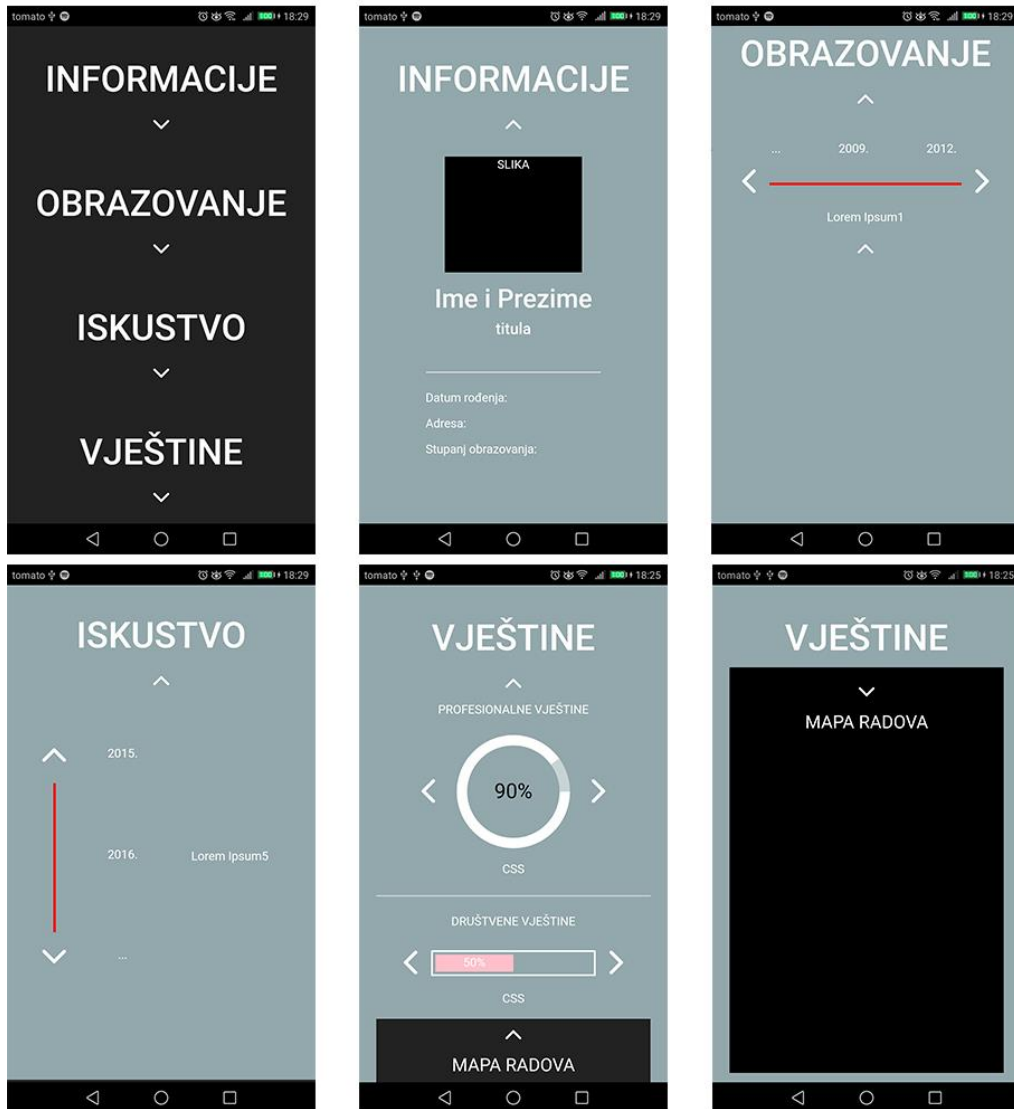 tomato 18:29
INFORMACIJE
OBRAZOVANJE
ISKUSTVO
VJEŠTINE
tomato 18:29
INFORMACIJE
SLIKA
Ime i Prezime
titula
Datum rođenja:
Adresa:
Stupanj obrazovanja:
tomato 18:29
OBRAZOVANJE
... 2009. 2012.
Lorem Ipsum1
tomato 18:29
ISKUSTVO
2015.
2016. Lorem Ipsum5
...
tomato 18:25
VJEŠTINE
PROFESIONALNE VJEŠTINE
90%
CSS
DRUŠTVENE VJEŠTINE
50%
CSS
MAPA RADOVA
tomato 18:25
VJEŠTINE
MAPA RADOVA